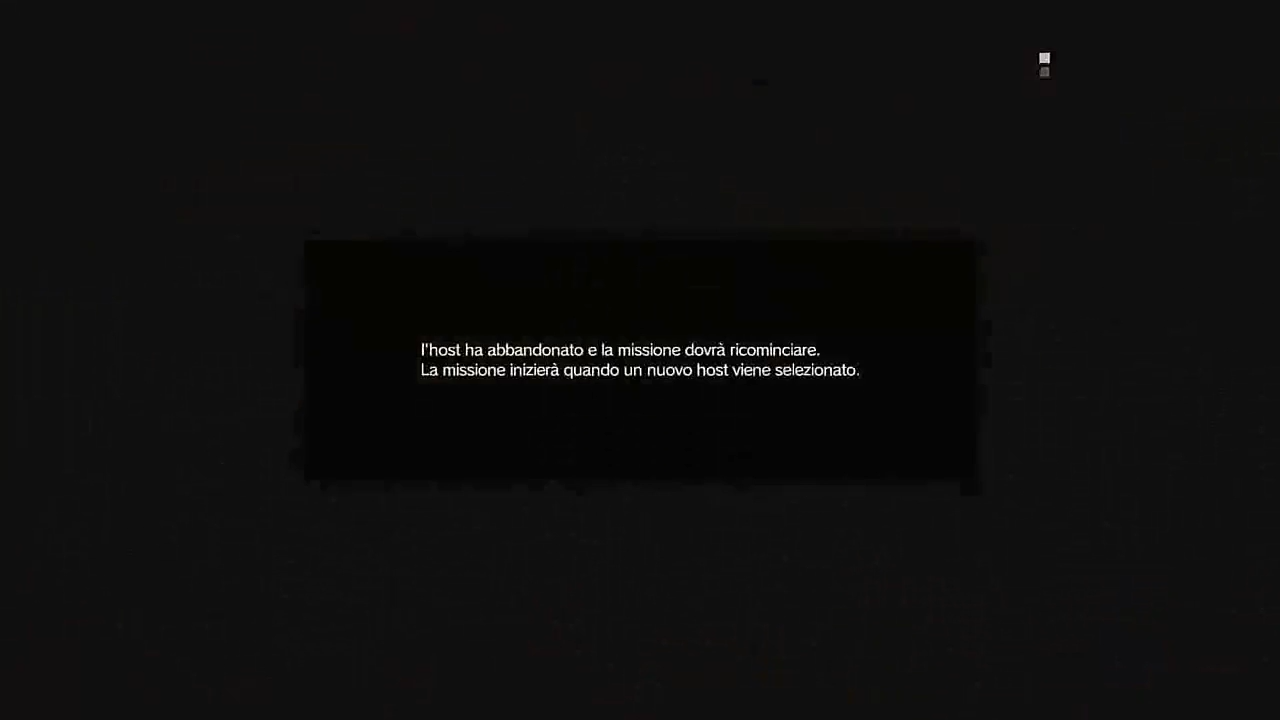 l'host ha abbandonato e la missione dovrà ricominciare.
La missione inizierà quando un nuovo host viene selezionato.